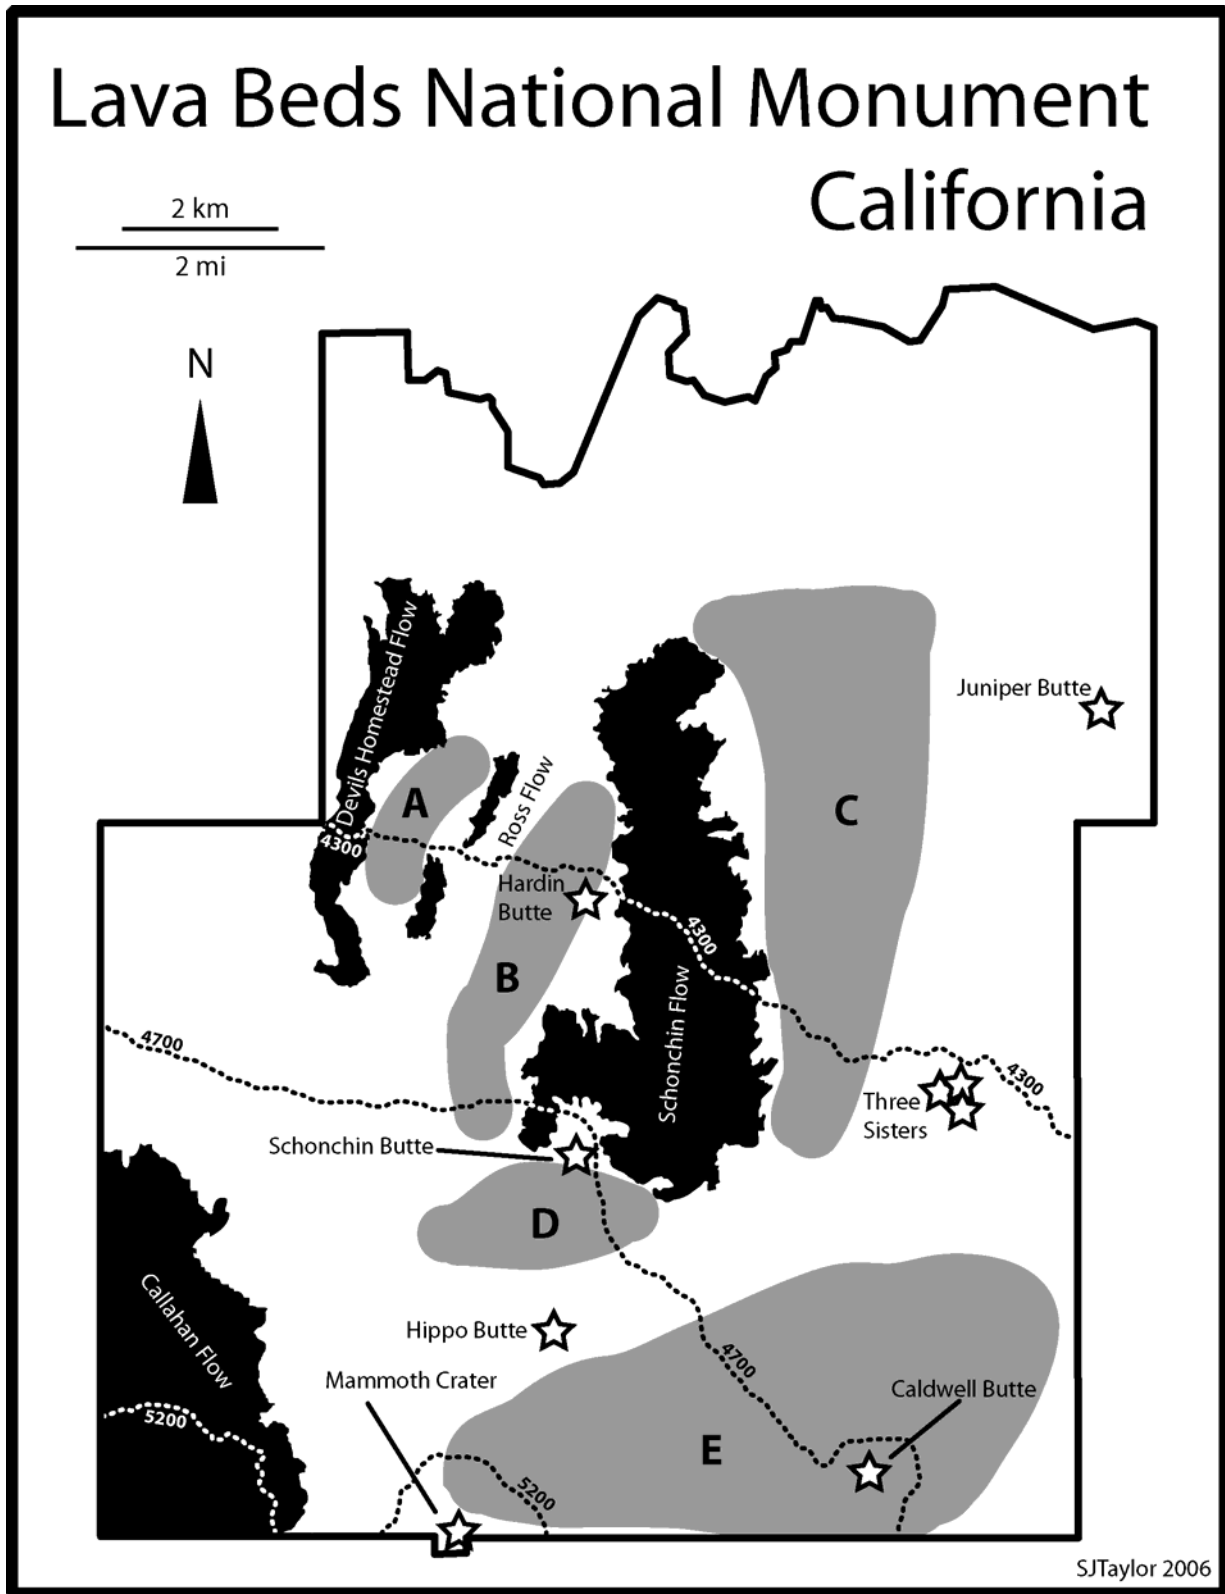 Lava Beds National Monument
California
2 km
2 mi
N
Devils Homestead Flow
Juniper Butte
A
Ross Flow
C
4300
Hardin
Butte
4300
B
Schonchin Flow
4700
4300
Three
Sisters
Schonchin Butte
D
Callahan Flow
Hippo Butte
4700
Mammoth Crater
Caldwell Butte
5200
E
5200
SJTaylor 2006